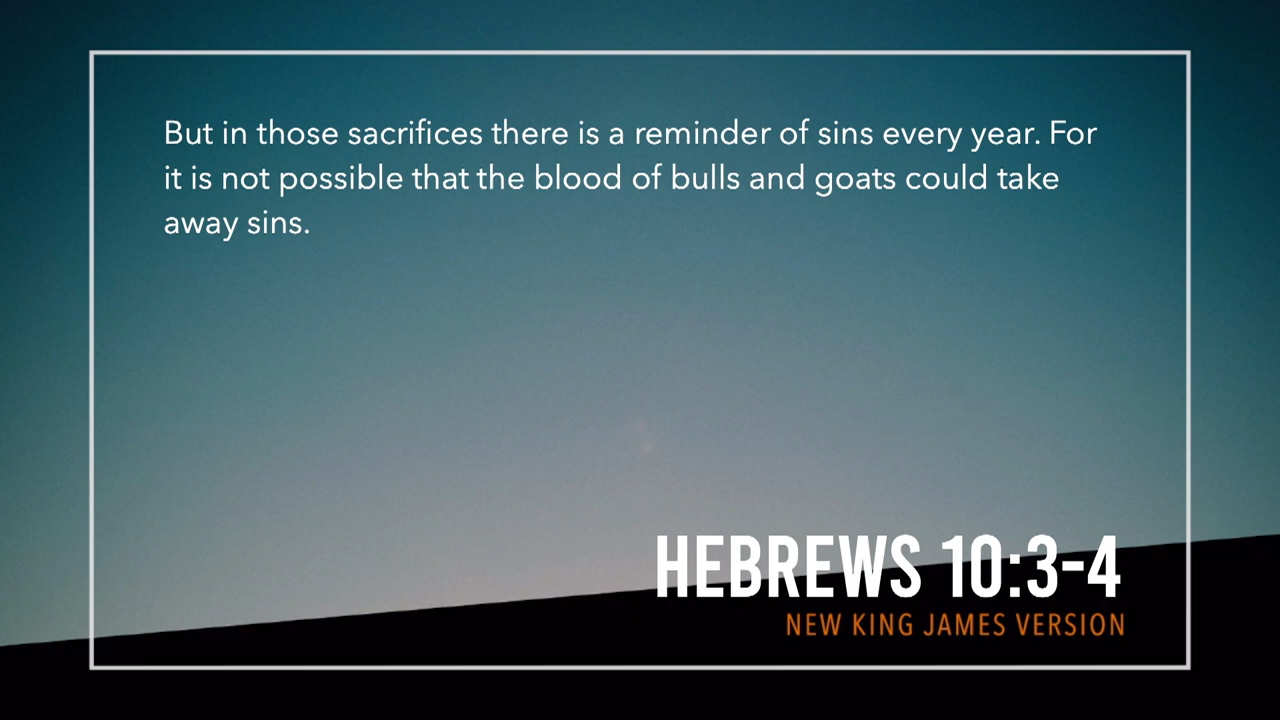 But in those sacrifices there is a reminder of sins every year. For
it is not possible that the blood of bulls and goats could take
away sins.
HEBREWS 10:3-4
NEW KING JAMES VERSION